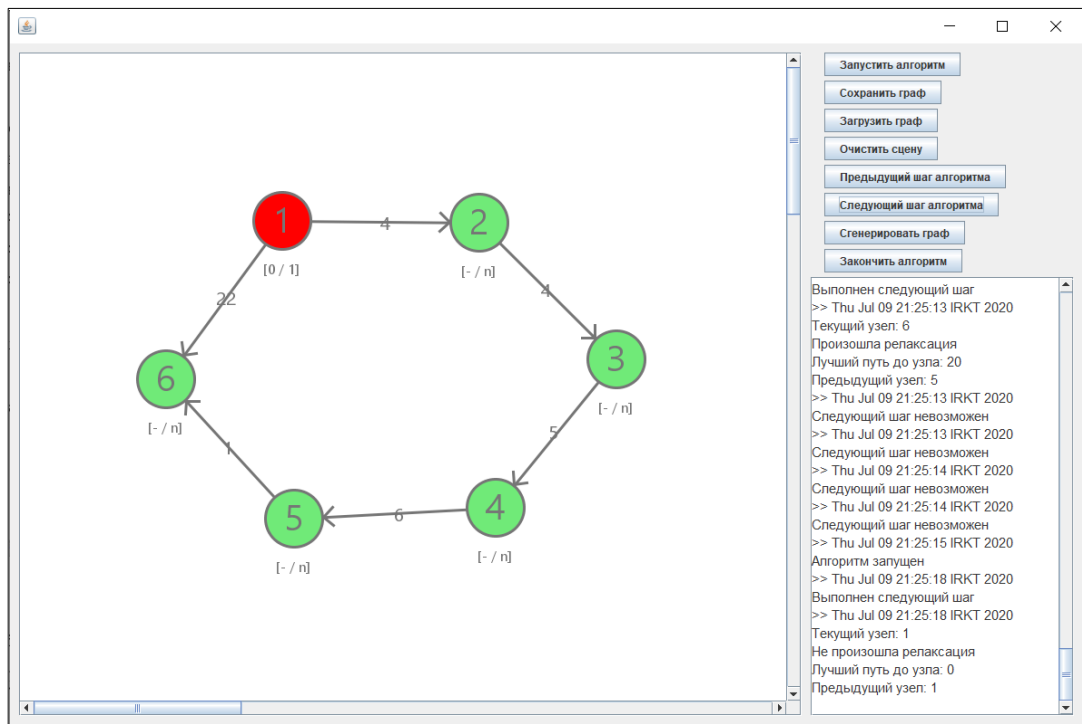 Запустить алгоритм
Сохранить граф
Загрузить граф
Очистить сцену
Предыдущий шаг алгоритма
Следующий шаг алгоритма
Сгенерировать граф
Закончить алгоритм
1
[0 / 1]
4
2
[- / n]
4
22
3
[- / n]
6
[- / n]
5
1
4
[- / n]
6
5
[- / n]
Выполнен следующий шаг
>> Thu Jul 09 21:25:13 IRKT 2020
Текущий узел: 6
Произошла релаксация
Лучший путь до узла: 20
Предыдущий узел: 5
>> Thu Jul 09 21:25:13 IRKT 2020
Следующий шаг невозможен
>> Thu Jul 09 21:25:13 IRKT 2020
Следующий шаг невозможен
>> Thu Jul 09 21:25:14 IRKT 2020
Следующий шаг невозможен
>> Thu Jul 09 21:25:14 IRKT 2020
Следующий шаг невозможен
>> Thu Jul 09 21:25:15 IRKT 2020
Алгоритм запущен
>> Thu Jul 09 21:25:18 IRKT 2020
Выполнен следующий шаг
>> Thu Jul 09 21:25:18 IRKT 2020
Текущий узел: 1
Не произошла релаксация
Лучший путь до узла: 0
Предыдущий узел: 1